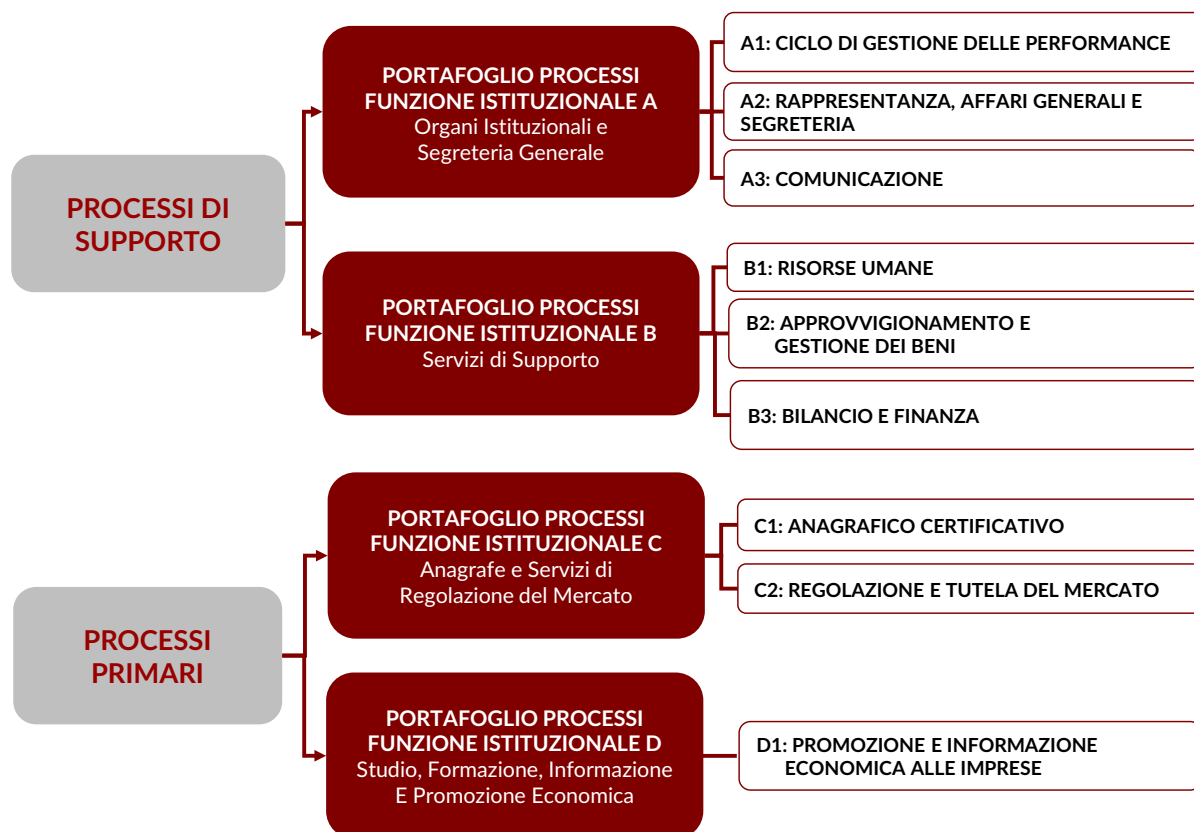 PROCESSI DI
SUPPORTO
PORTAFOGLIO PROCESSI
FUNZIONE ISTITUZIONALE A
Organi Istituzionali e
Segreteria Generale
A1: CICLO DI GESTIONE DELLE PERFORMANCE
A2: RAPPRESENTANZA, AFFARI GENERALI E
SEGRETERIA
A3: COMUNICAZIONE
PORTAFOGLIO PROCESSI
FUNZIONE ISTITUZIONALE B
Servizi di Supporto
B1: RISORSE UMANE
B2: APPROVVIGIONAMENTO E
GESTIONE DEI BENI
B3: BILANCIO E FINANZA
PROCESSI
PRIMARI
PORTAFOGLIO PROCESSI
FUNZIONE ISTITUZIONALE C
Anagrafe e Servizi di
Regolazione del Mercato
C1: ANAGRAFICO CERTIFICATIVO
C2: REGOLAZIONE E TUTELA DEL MERCATO
PORTAFOGLIO PROCESSI
FUNZIONE ISTITUZIONALE D
Studio, Formazione, Informazione
E Promozione Economica
D1: PROMOZIONE E INFORMAZIONE
ECONOMICA ALLE IMPRESE